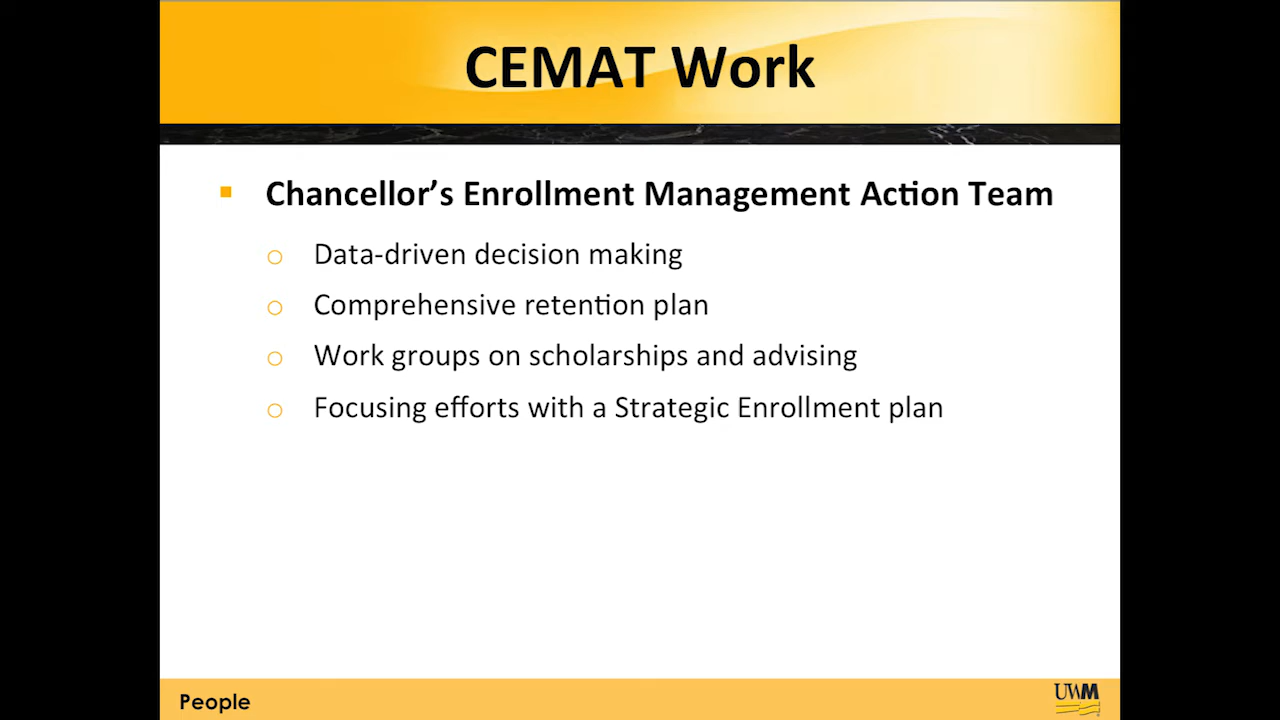 CEMAT Work
Chancellor's Enrollment Management Action Team
Data-driven decision making
Comprehensive retention plan
Work groups on scholarships and advising
Focusing efforts with a Strategic Enrollment plan
People
UWM